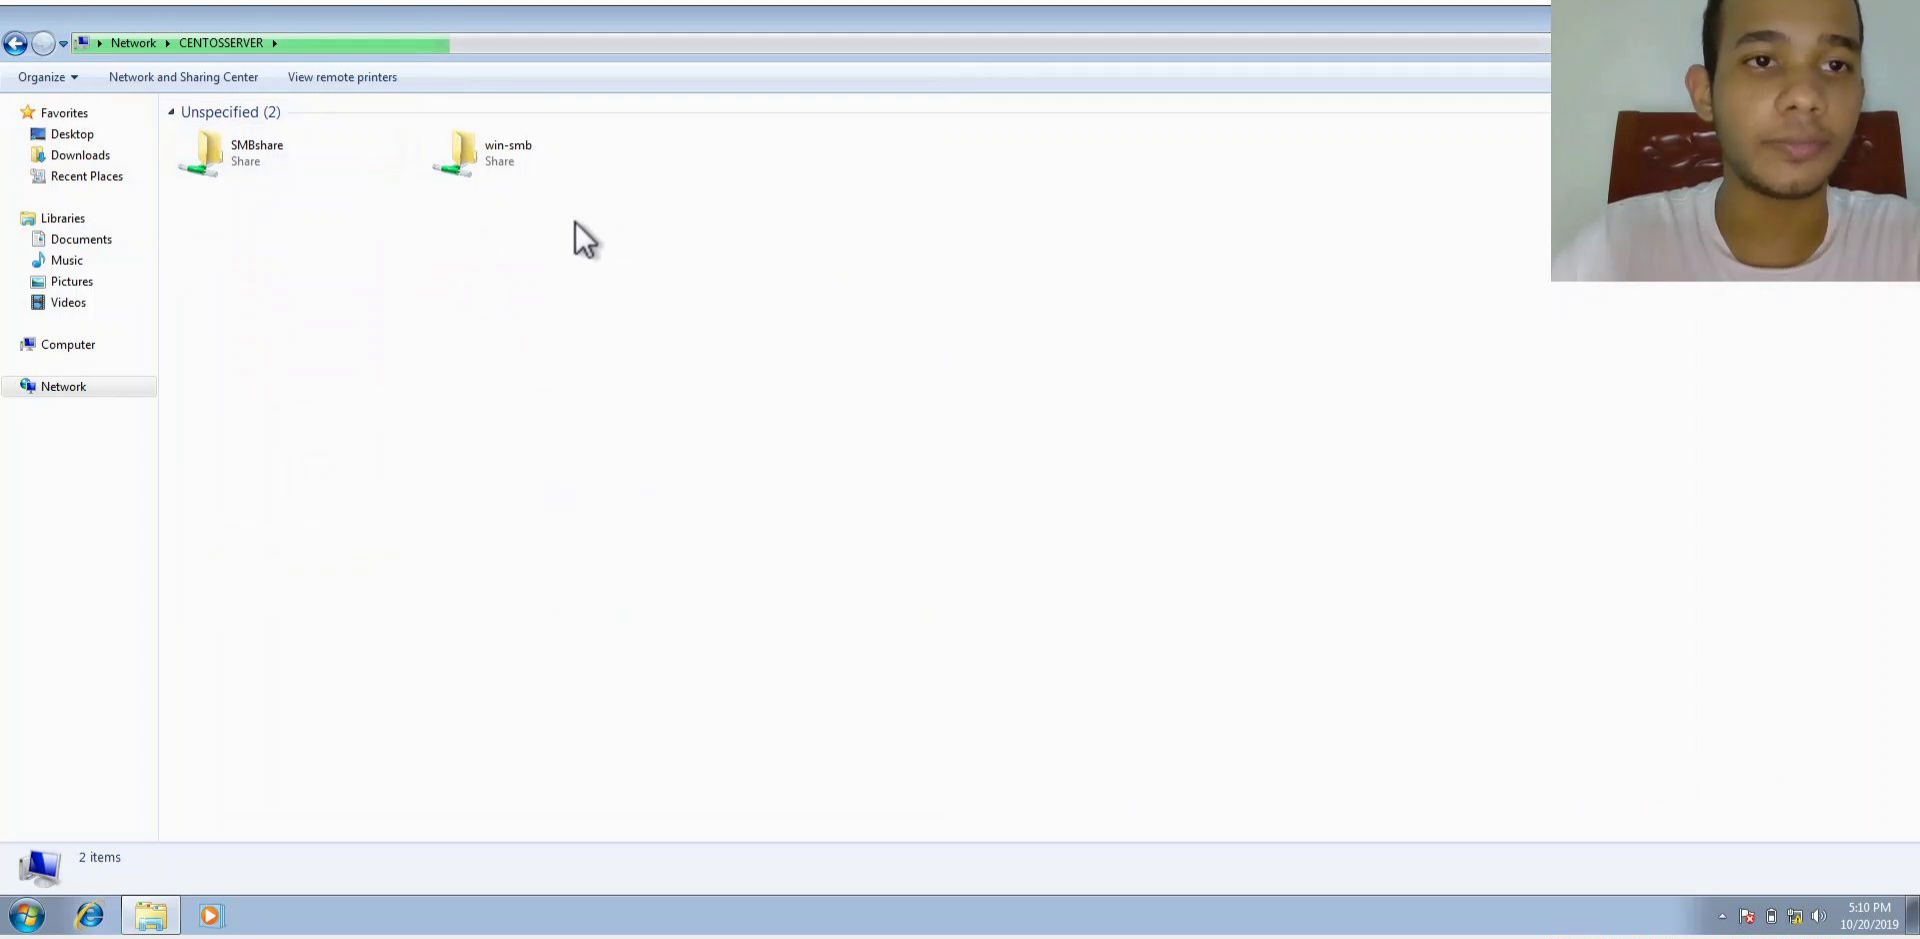 Network CENTOSSERVER
Organize Network and Sharing Center View remote printers
Favorites
Desktop
Downloads
Recent Places
Libraries
Documents
Music
Pictures
Videos
Computer
Network
Unspecified (2)
SMBshare
Share
win-smb
Share
2 items
5:10 PM
10/20/2019